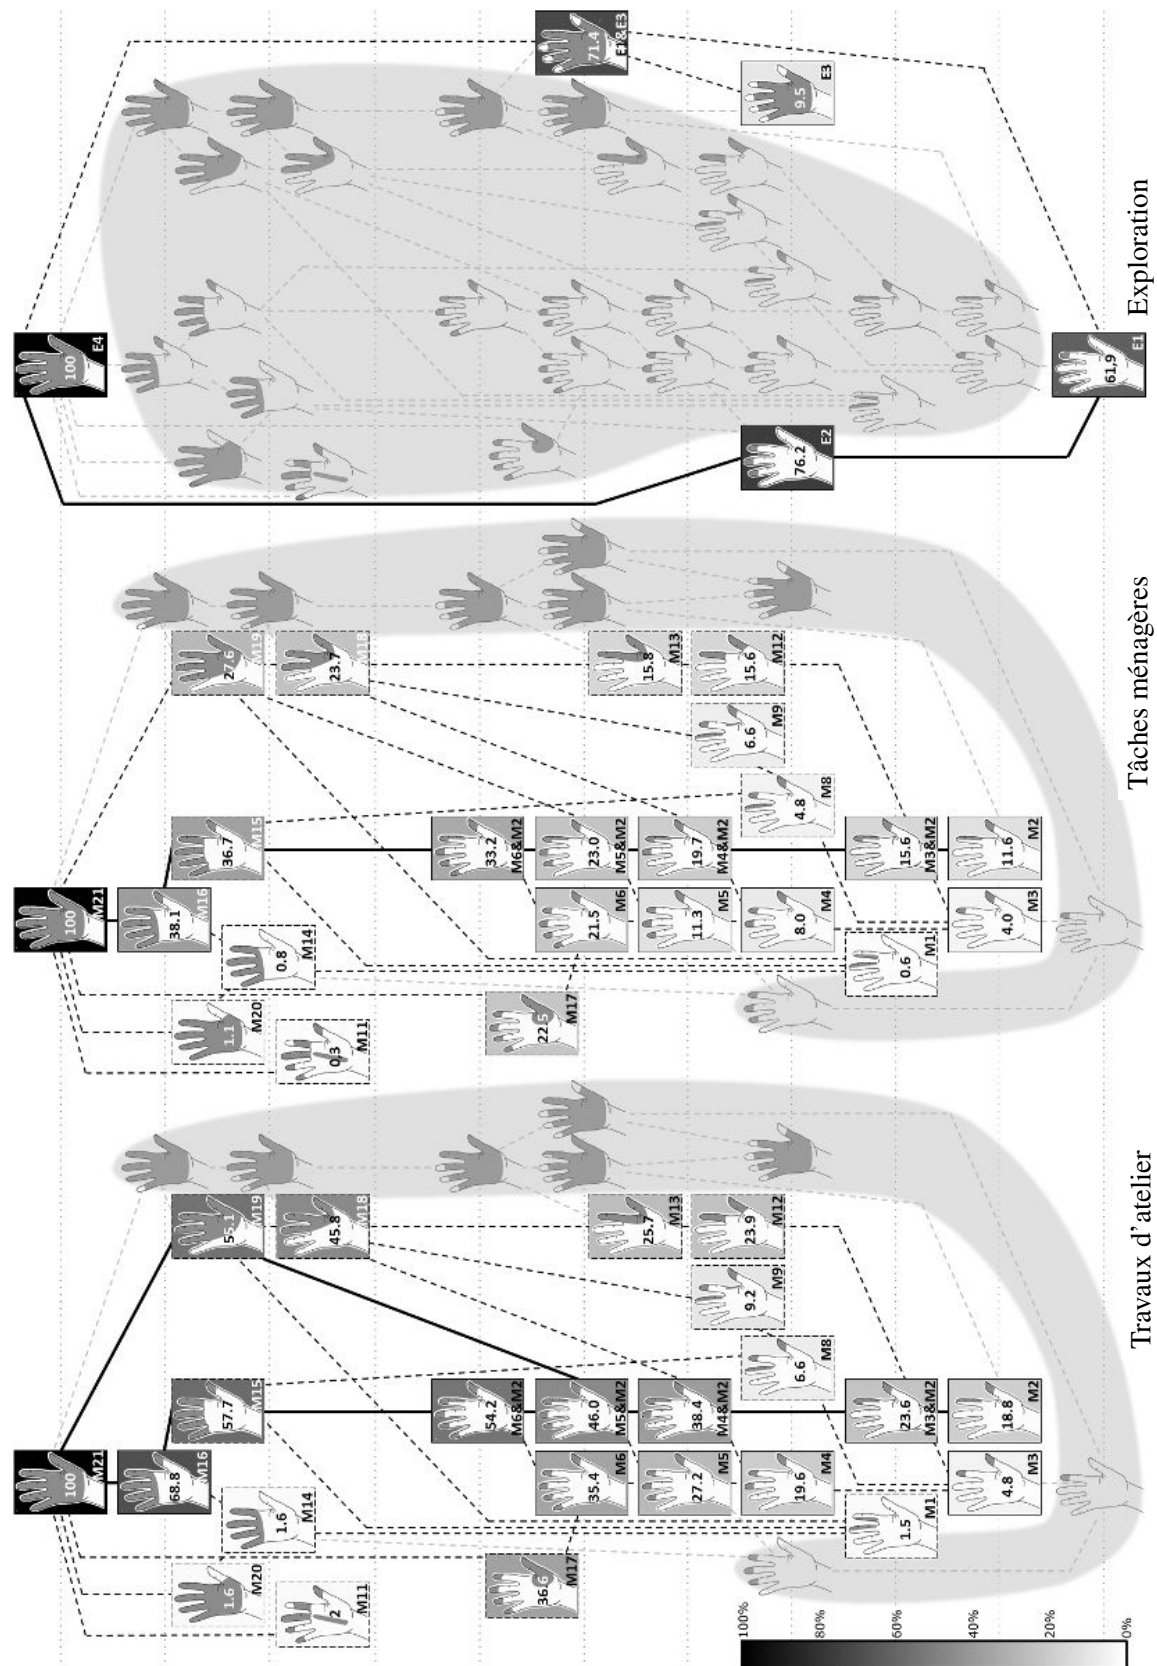 100
M21
68.8
M16
57.7
M15
55.1
M19
45.8
M18
1.6
M20
1.6
M14
2
M11
54.2
M6&M2
46.0
M5&M2
38.4
M4&M2
35.4
M6
27.2
M5
19.6
M4
36.6
M17
25.7
M13
23.9
M12
9.2
M9
6.6
M8
23.6
M3&M2
18.8
M2
4.8
M3
1.5
M1
Travaux d’atelier
100
M21
38.1
M16
36.7
M15
27.6
M19
23.7
M18
1.1
M20
0.8
M14
0,3
M11
33.2
M6&M2
23.0
M5&M2
19.7
M4&M2
21.5
M6
11.3
M5
8.0
M4
22.5
M17
15.8
M13
15.6
M12
6.6
M9
4.8
M8
15.6
M3&M2
11.6
M2
4.0
M3
0.6
M1
Tâches ménagères
100
E4
71.4
E1&E3
9.5
E3
76.2
E2
61,9
E1
Exploration
100%
80%
60%
40%
20%
0%